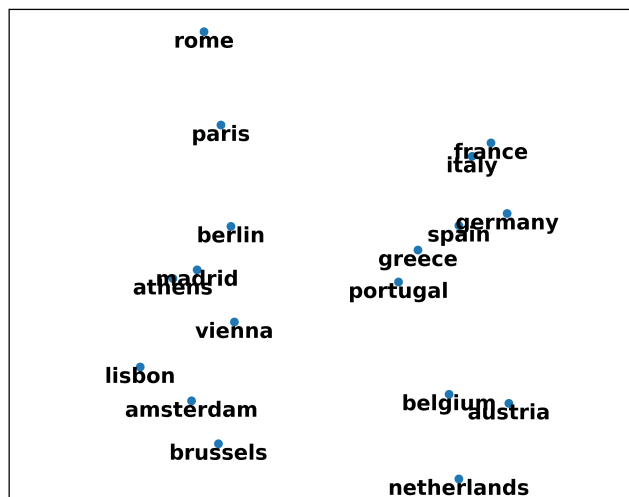 rome
paris
france
italy
germany
spain
berlin
greece
madrid
athens
portugal
vienna
lisbon
belgium
amsterdam
austria
brussels
netherlands